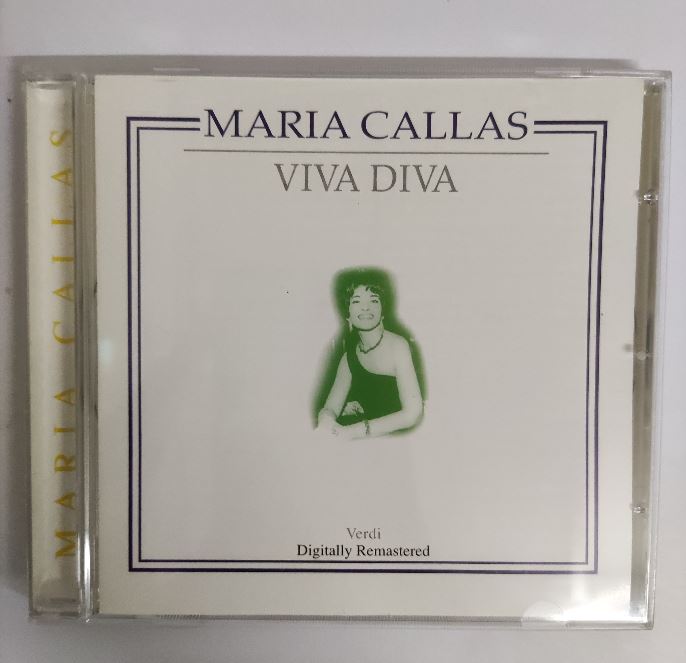 MARIA CALLAS
VIVA DIVA
Verdi
Digitally Remastered
MARIA CALLAS